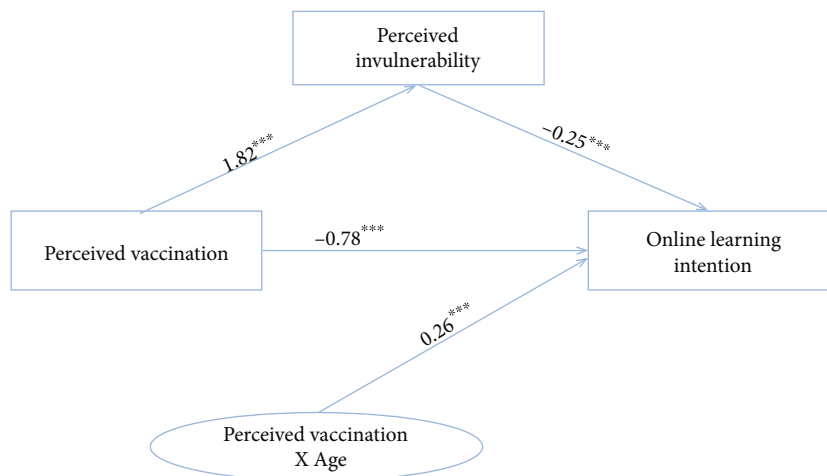 Perceived
invulnerability
1.82***
−0.25***
Perceived vaccination
−0.78***
Online learning
intention
0.26***
Perceived vaccination
X Age